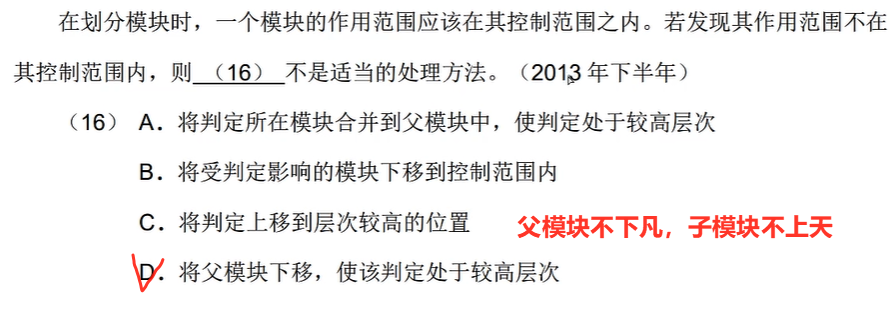 在划分模块时，一个模块的作用范围应该在其控制范围之内。若发现其作用范围不在
其控制范围内，则 （16） 不是适当的处理方法。（2013 年下半年）
（16） A．将判定所在模块合并到父模块中，使判定处于较高层次
B．将受判定影响的模块下移到控制范围内
C．将判定上移到层次较高的位置 父模块不下凡，子模块不上天
D．将父模块下移，使该判定处于较高层次